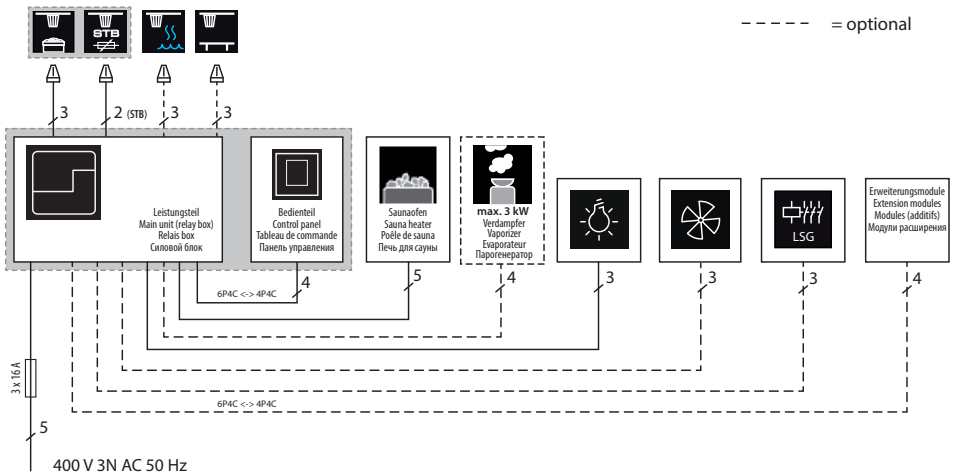 = optional
STB
3
2 (STB)
3
3
Leistungsteil
Main unit (relay box)
Relais box
Силовой блок
Bedienteil
Control panel
Tableau de commande
Панель управления
Saunaofen
Sauna heater
Poêle de sauna
Печь для сауны
max. 3 kW
Verdampfer
Vaporizer
Evaporateur
Парогенератор
LSG
Erweiterungsmodule
Extension modules
Modules (additifs)
Модули расширения
4
5
4
3
3
3
4
6P4C <-> 4P4C
3 x 16 A
6P4C <-> 4P4C
5
400 V 3N AC 50 Hz